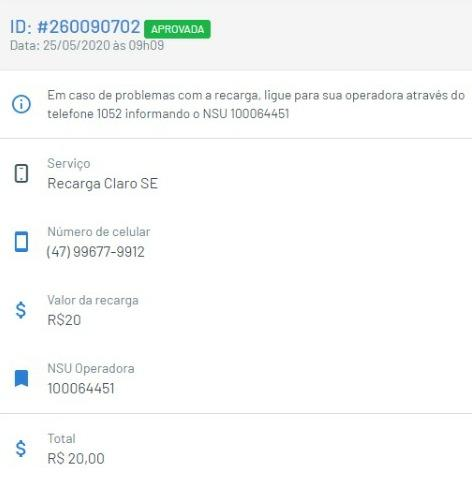 ID: #260090702 APROVADA
Data: 25/05/2020 às 09h09
Em caso de problemas com a recarga, ligue para sua operadora através do
telefone 1052 informando o NSU 100064451
Serviço
Recarga Claro SE
Número de celular
(47) 99677-9912
Valor da recarga
R$20
NSU Operadora
100064451
Total
R$ 20,00